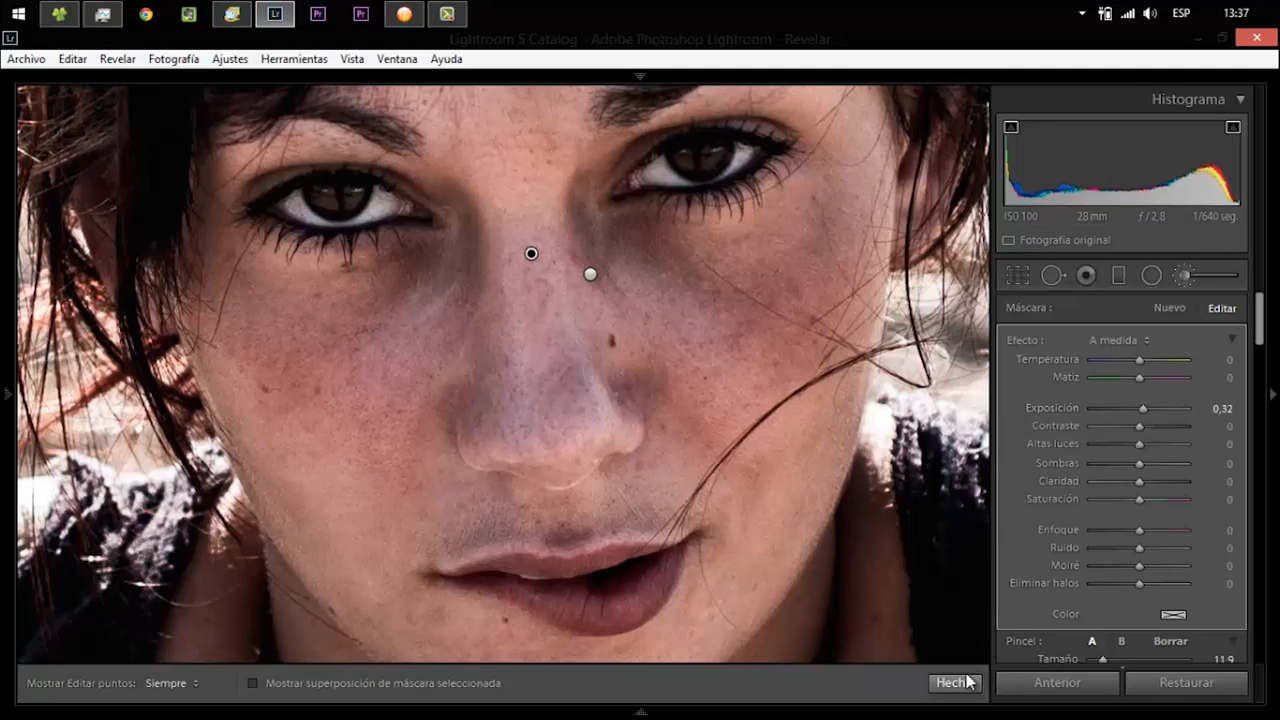 Lr Pr Pr ESP 13:37
Lr Lightroom 5 Catalog - Adobe Photoshop Lightroom - Revelar
Archivo Editar Revelar Fotografía Ajustes Herramientas Vista Ventana Ayuda
Histograma
ISO 100 28 mm ƒ / 2,8 1/640 seg.
Fotografía original
Máscara : Nuevo Editar
Efecto : A medida
Temperatura 0
Matiz 0
Exposición 0,32
Contraste 0
Altas luces 0
Sombras 0
Claridad 0
Saturación 0
Enfoque 0
Ruido 0
Moiré 0
Eliminar halos 0
Color
Pincel : A B Borrar
Tamaño 11,9
Mostrar Editar puntos: Siempre Mostrar superposición de máscara seleccionada Hecho Anterior Restaurar